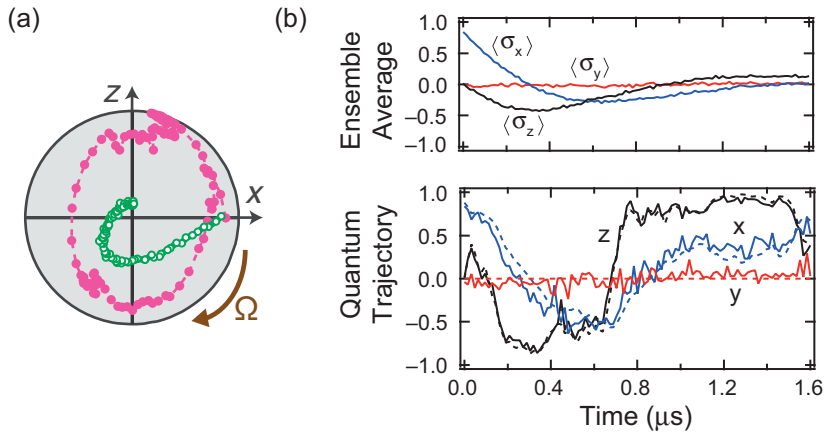 (a)
z
x
Ω
(b)
Ensemble
Average
1.0
0.5
0.0
−0.5
−1.0
⟨σx⟩
⟨σy⟩
⟨σz⟩
Quantum
Trajectory
1.0
0.5
0.0
−0.5
−1.0
z
x
y
0.0
0.4
0.8
1.2
1.6
Time (μs)